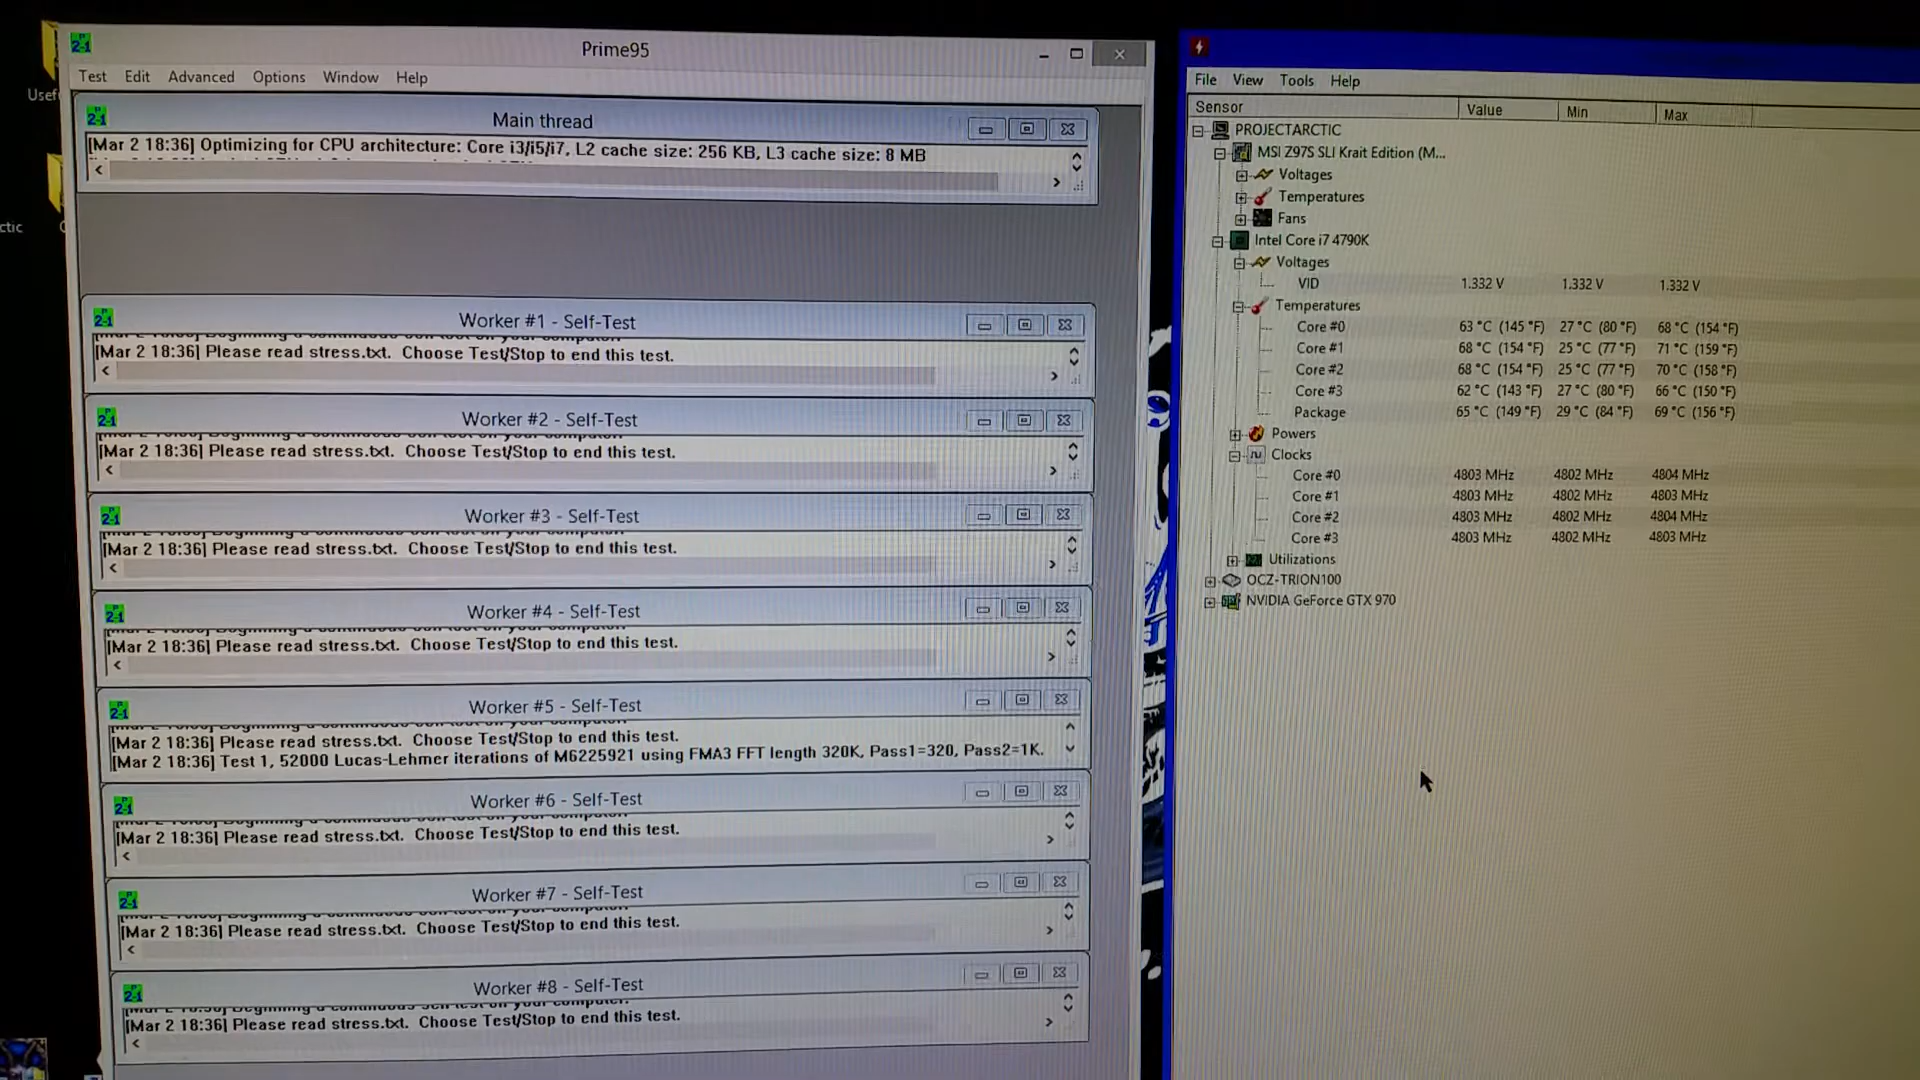 Prime95
Test Edit Advanced Options Window Help
Main thread
[Mar 2 18:36] Optimizing for CPU architecture: Core i3/i5/i7, L2 cache size: 256 KB, L3 cache size: 8 MB
Worker #1 - Self-Test
[Mar 2 18:36] Please read stress.txt. Choose Test/Stop to end this test.
Worker #2 - Self-Test
[Mar 2 18:36] Please read stress.txt. Choose Test/Stop to end this test.
Worker #3 - Self-Test
[Mar 2 18:36] Please read stress.txt. Choose Test/Stop to end this test.
Worker #4 - Self-Test
[Mar 2 18:36] Please read stress.txt. Choose Test/Stop to end this test.
Worker #5 - Self-Test
[Mar 2 18:36] Please read stress.txt. Choose Test/Stop to end this test.
[Mar 2 18:36] Test 1, 52000 Lucas-Lehmer iterations of M6225921 using FMA3 FFT length 320K, Pass1=320, Pass2=1K.
Worker #6 - Self-Test
[Mar 2 18:36] Please read stress.txt. Choose Test/Stop to end this test.
Worker #7 - Self-Test
[Mar 2 18:36] Please read stress.txt. Choose Test/Stop to end this test.
Worker #8 - Self-Test
[Mar 2 18:36] Please read stress.txt. Choose Test/Stop to end this test.
File View Tools Help
Sensor Value Min Max
PROJECTARCTIC
MSI Z97S SLI Krait Edition (M...
Voltages
Temperatures
Fans
Intel Core i7 4790K
Voltages
VID 1.332 V 1.332 V 1.332 V
Temperatures
Core #0 63 °C (145 °F) 27 °C (80 °F) 68 °C (154 °F)
Core #1 68 °C (154 °F) 25 °C (77 °F) 71 °C (159 °F)
Core #2 68 °C (154 °F) 25 °C (77 °F) 70 °C (158 °F)
Core #3 62 °C (143 °F) 27 °C (80 °F) 66 °C (150 °F)
Package 65 °C (149 °F) 29 °C (84 °F) 69 °C (156 °F)
Powers
Clocks
Core #0 4803 MHz 4802 MHz 4804 MHz
Core #1 4803 MHz 4802 MHz 4803 MHz
Core #2 4803 MHz 4802 MHz 4804 MHz
Core #3 4803 MHz 4802 MHz 4803 MHz
Utilizations
OCZ-TRION100
NVIDIA GeForce GTX 970
Usef
ctic